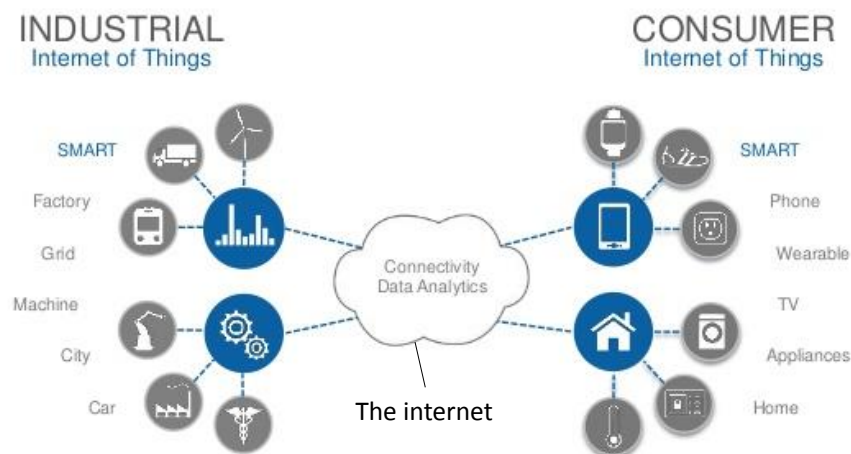 INDUSTRIAL
Internet of Things
SMART
Factory
Grid
Machine
City
Car
Connectivity
Data Analytics
The internet
CONSUMER
Internet of Things
SMART
Phone
Wearable
TV
Appliances
Home